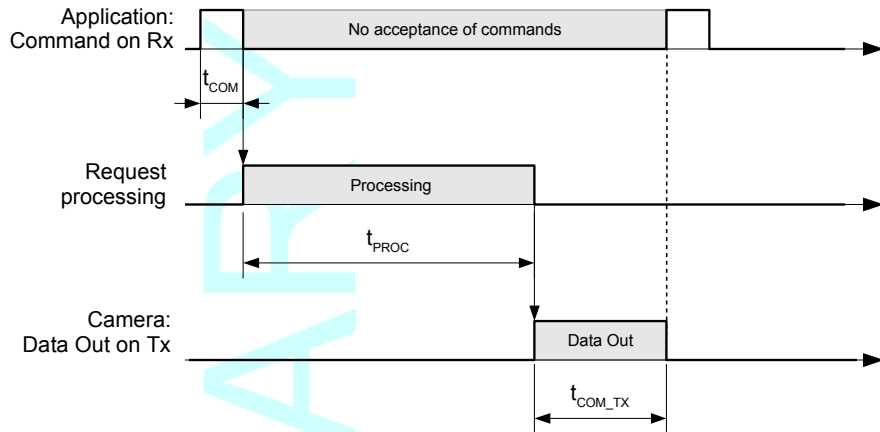 Application:
Command on Rx
No acceptance of commands
tCOM
Request
processing
Processing
tPROC
Camera:
Data Out on Tx
Data Out
tCOM_TX
ARY